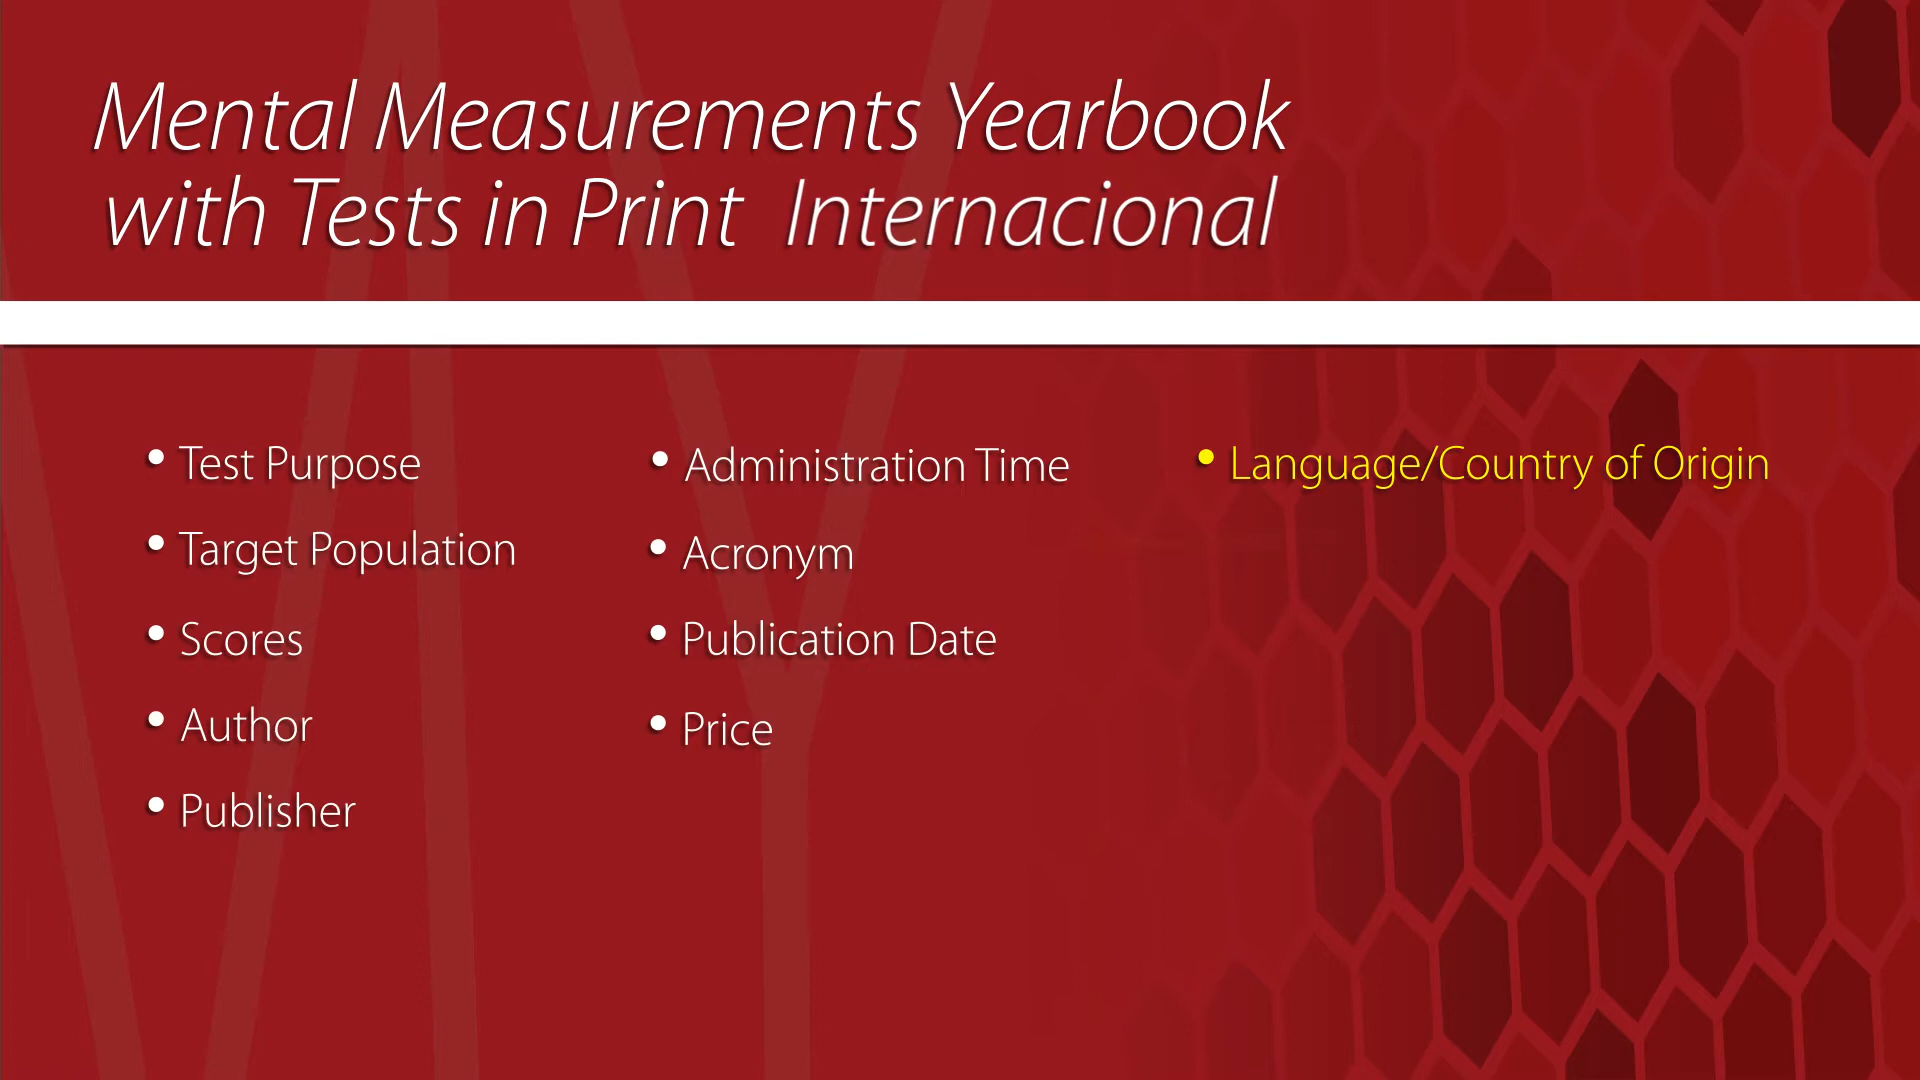 Mental Measurements Yearbook
with Tests in Print Internacional
• Test Purpose
• Target Population
• Scores
• Author
• Publisher
• Administration Time
• Acronym
• Publication Date
• Price
• Language/Country of Origin